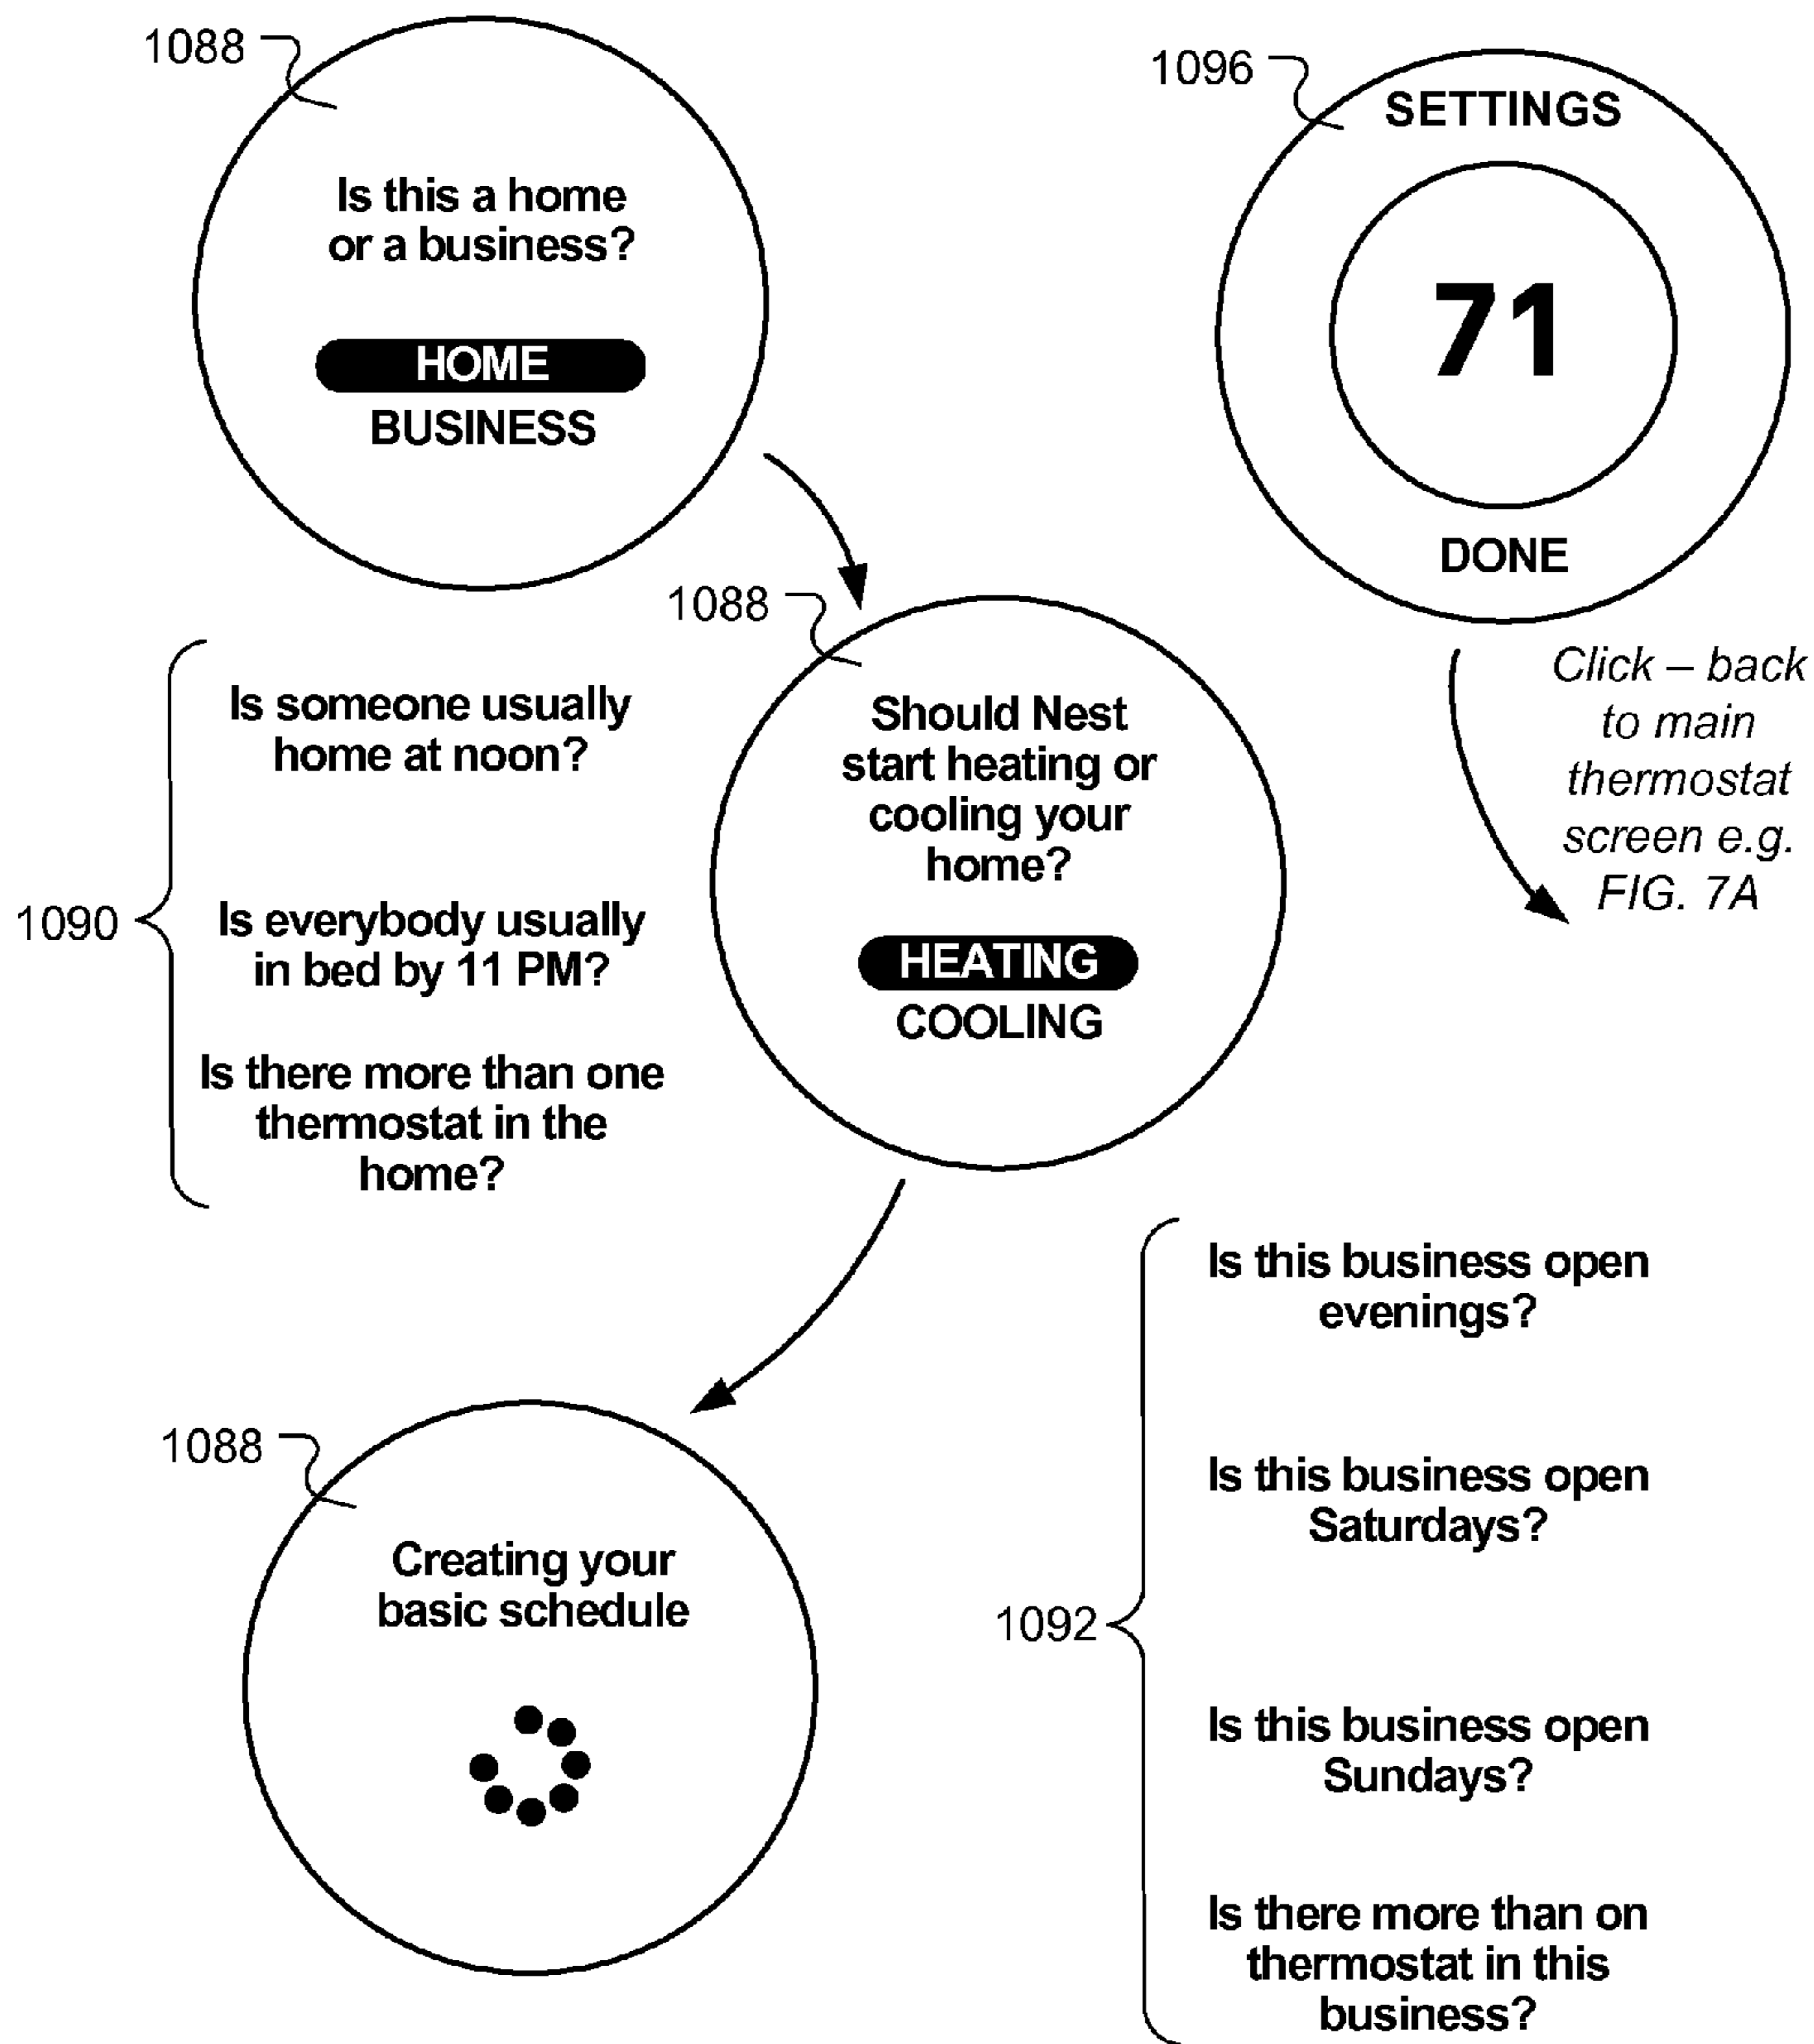 1088
Is this a home
or a business?
HOME
BUSINESS
1096
SETTINGS
71
DONE
Click – back
to main
thermostat
screen e.g.
FIG. 7A
1088
Should Nest
start heating or
cooling your
home?
HEATING
COOLING
1090
Is someone usually
home at noon?
Is everybody usually
in bed by 11 PM?
Is there more than one
thermostat in the
home?
1088
Creating your
basic schedule
1092
Is this business open
evenings?
Is this business open
Saturdays?
Is this business open
Sundays?
Is there more than on
thermostat in this
business?